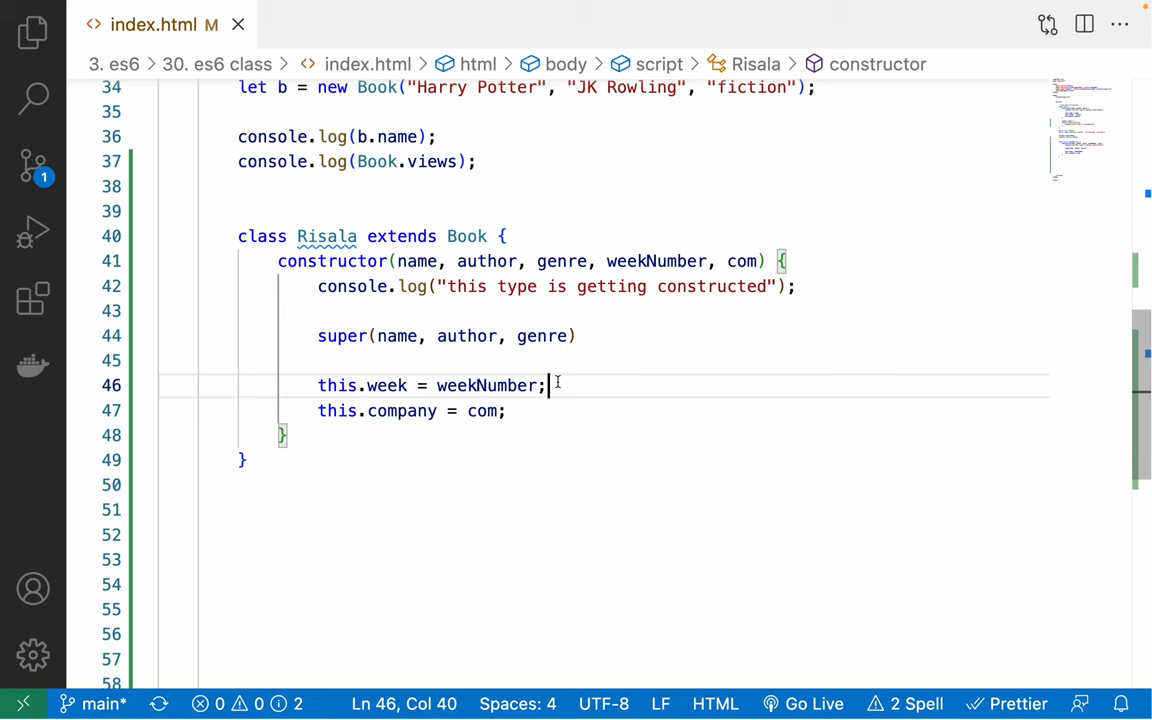 index.html M
3. es6 > 30. es6 class > index.html > html > body > script > Risala > constructor
34 let b = new Book("Harry Potter", "JK Rowling", "fiction");
35
36 console.log(b.name);
37 console.log(Book.views);
38
39
40 class Risala extends Book {
41 constructor(name, author, genre, weekNumber, com) {
42 console.log("this type is getting constructed");
43
44 super(name, author, genre)
45
46 this.week = weekNumber;
47 this.company = com;
48 }
49 }
50
51
52
53
54
55
56
57
58
1
main* 0 0 2 Ln 46, Col 40 Spaces: 4 UTF-8 LF HTML Go Live 2 Spell Prettier